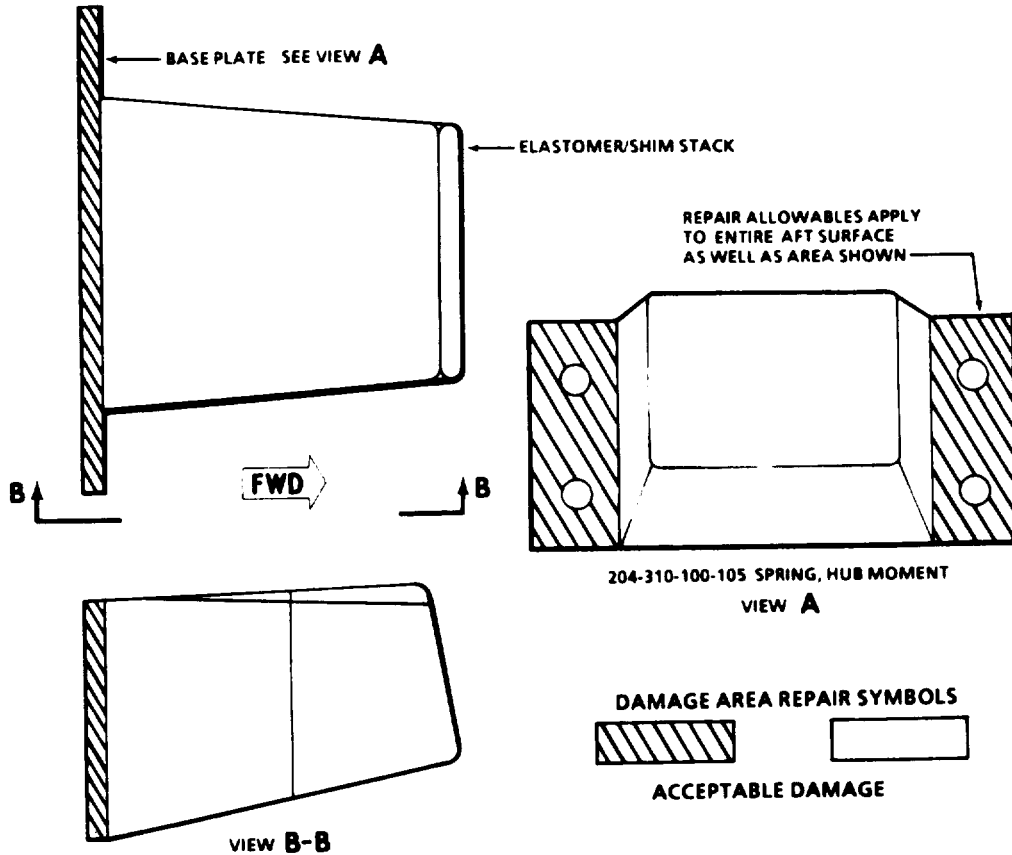 BASE PLATE SEE VIEW A
ELASTOMER/SHIM STACK
REPAIR ALLOWABLES APPLY
TO ENTIRE AFT SURFACE
AS WELL AS AREA SHOWN
B
FWD
B
204-310-100-105 SPRING, HUB MOMENT
VIEW A
DAMAGE AREA REPAIR SYMBOLS
ACCEPTABLE DAMAGE
VIEW B-B